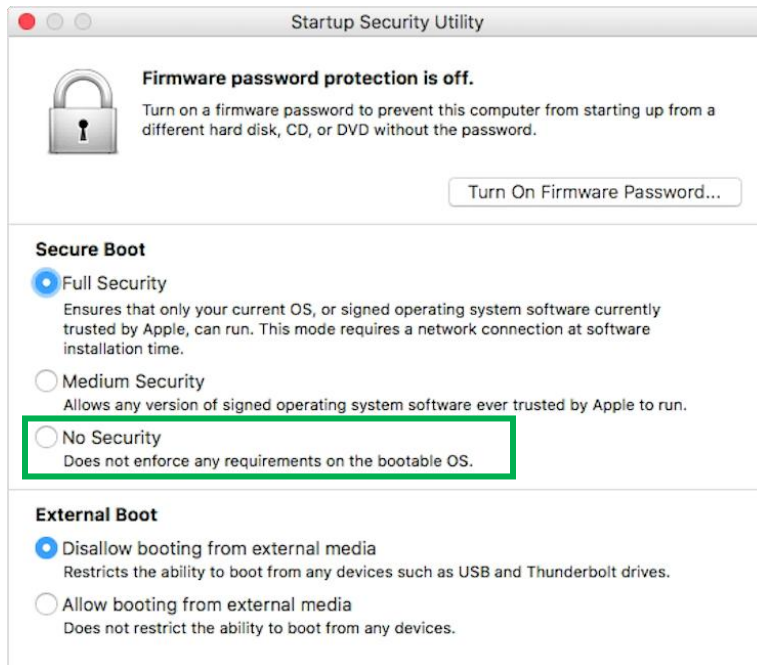 Startup Security Utility
Firmware password protection is off.
Turn on a firmware password to prevent this computer from starting up from a
different hard disk, CD, or DVD without the password.
Turn On Firmware Password...
Secure Boot
Full Security
Ensures that only your current OS, or signed operating system software currently
trusted by Apple, can run. This mode requires a network connection at software
installation time.
Medium Security
Allows any version of signed operating system software ever trusted by Apple to run.
No Security
Does not enforce any requirements on the bootable OS.
External Boot
Disallow booting from external media
Restricts the ability to boot from any devices such as USB and Thunderbolt drives.
Allow booting from external media
Does not restrict the ability to boot from any devices.